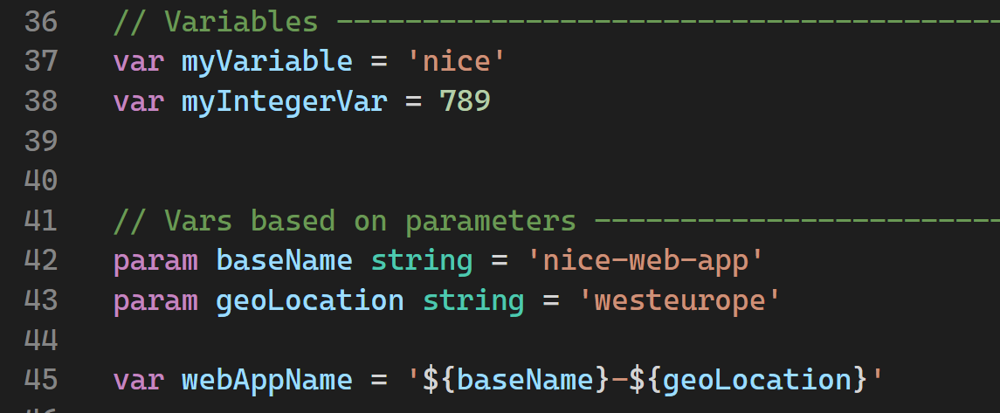 36 // Variables ---------------------------------------
37 var myVariable = 'nice'
38 var myIntegerVar = 789
39
40
41 // Vars based on parameters ------------------------
42 param baseName string = 'nice-web-app'
43 param geoLocation string = 'westeurope'
44
45 var webAppName = '${baseName}-${geoLocation}'